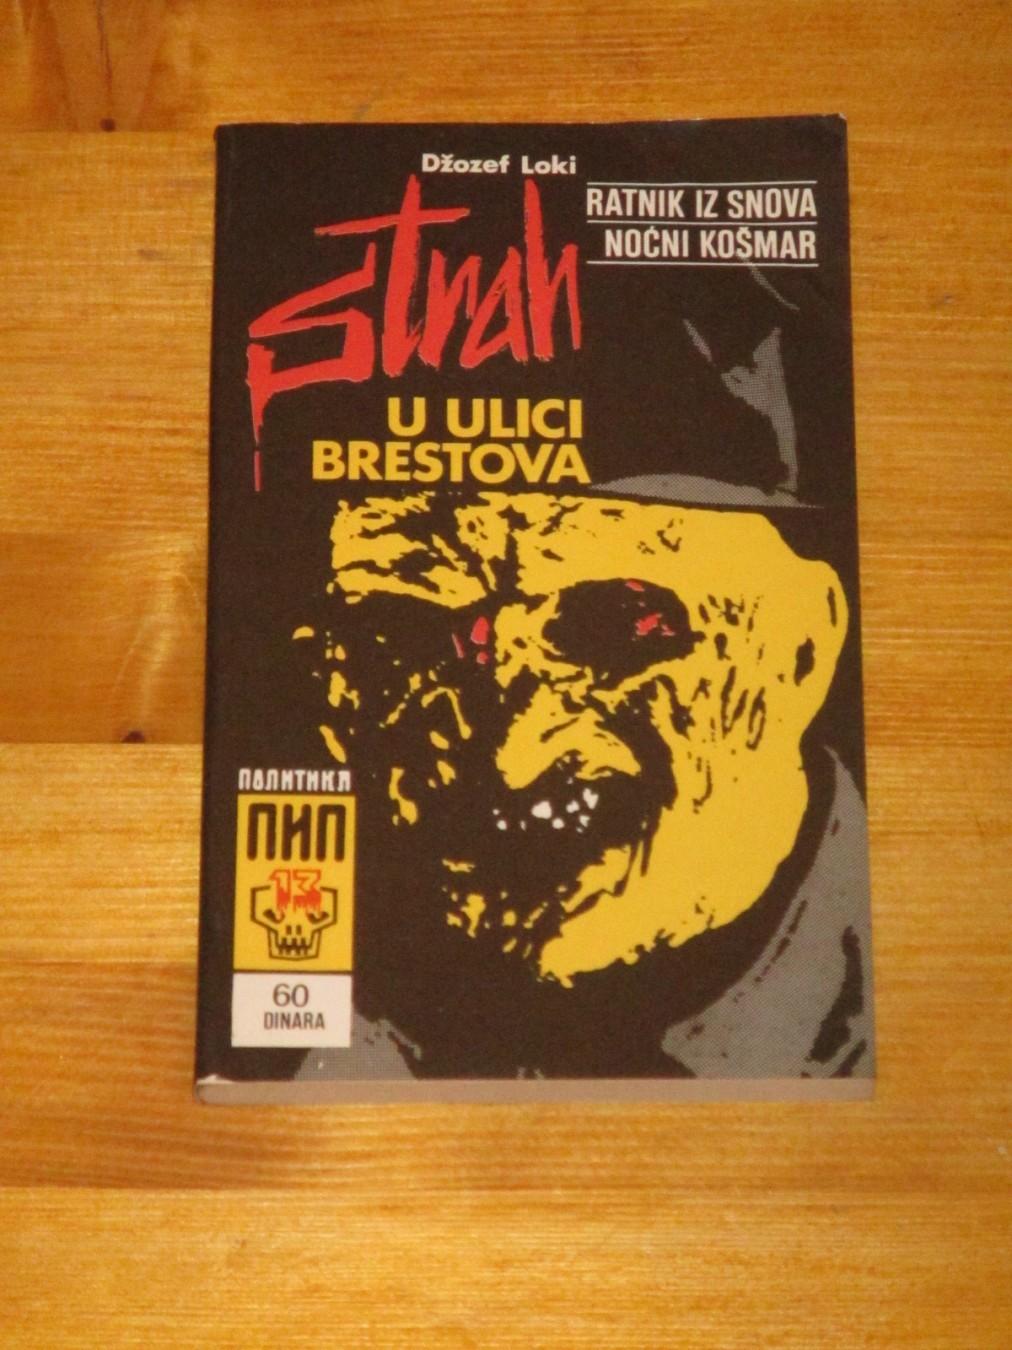 Džozef Loki
strah
U ULICI
BRESTOVA
RATNIK IZ SNOVA
NOĆNI KOŠMAR
ПОЛИТИКА
ПИП
13
60
DINARA